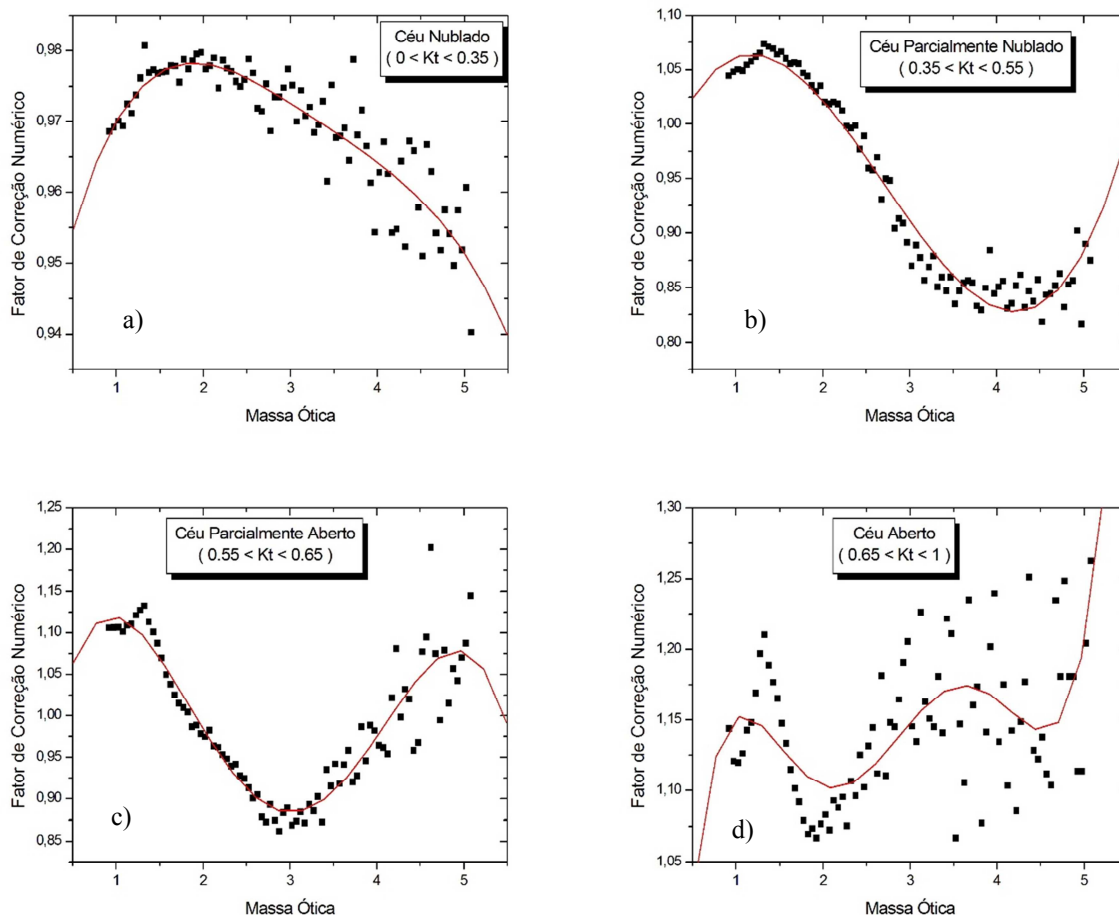 Céu Nublado
( 0 < Kt < 0.35 )
0,98
0,97
0,96
0,95
0,94
Fator de Correção Numérico
a)
1 2 3 4 5
Massa Ótica
Céu Parcialmente Nublado
( 0.35 < Kt < 0.55 )
1,10
1,05
1,00
0,95
0,90
0,85
0,80
Fator de Correção Numérico
b)
1 2 3 4 5
Massa Ótica
Céu Parcialmente Aberto
( 0.55 < Kt < 0.65 )
1,25
1,20
1,15
1,10
1,05
1,00
0,95
0,90
0,85
Fator de Correção Numérico
c)
1 2 3 4 5
Massa Ótica
Céu Aberto
( 0.65 < Kt < 1 )
1,30
1,25
1,20
1,15
1,10
1,05
Fator de Correção Numérico
d)
1 2 3 4 5
Massa Ótica